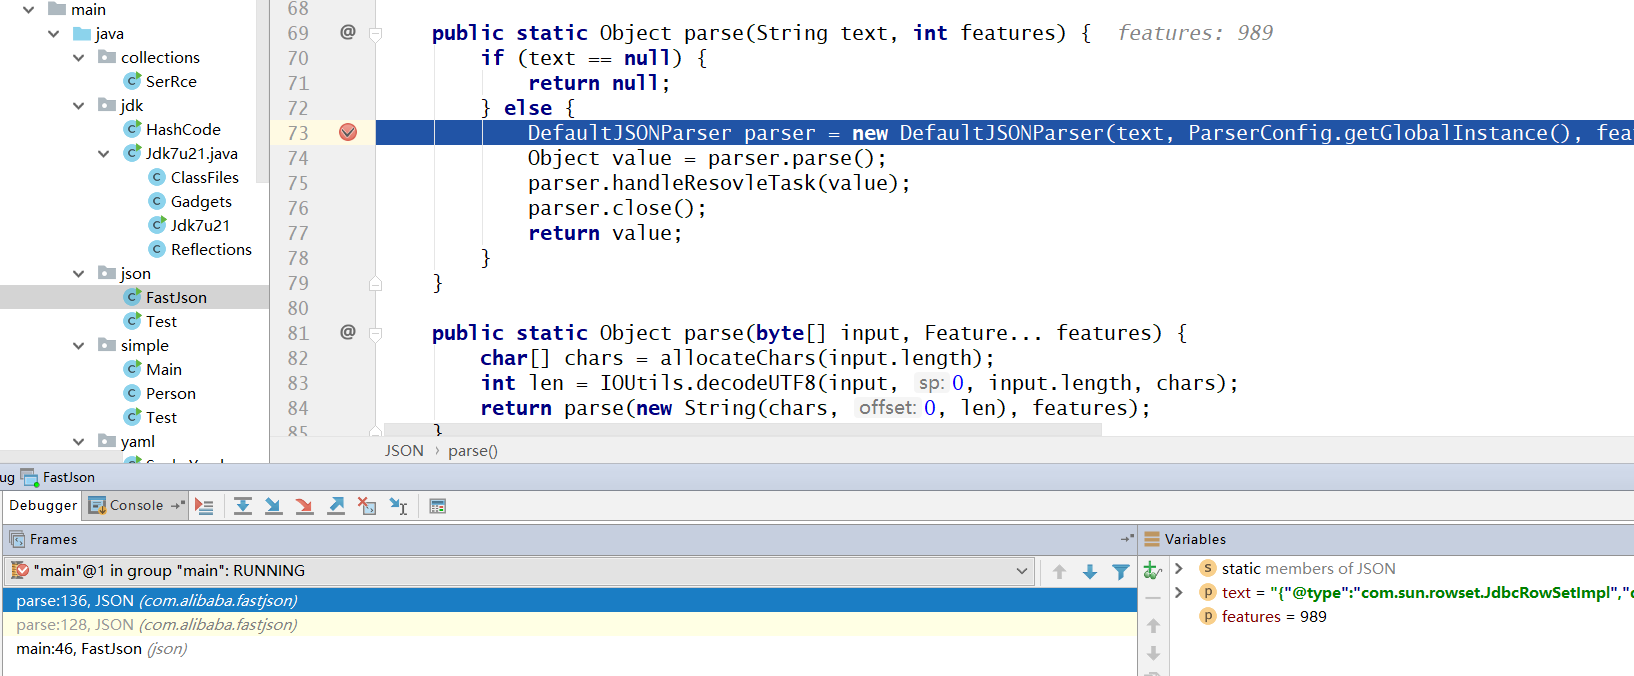 main
java
collections
SerRce
jdk
HashCode
Jdk7u21.java
ClassFiles
Gadgets
Jdk7u21
Reflections
json
FastJson
Test
simple
Main
Person
Test
yaml
68
69 @ public static Object parse(String text, int features) { features: 989
70 if (text == null) {
71 return null;
72 } else {
73 DefaultJSONParser parser = new DefaultJSONParser(text, ParserConfig.getGlobalInstance(), fea
74 Object value = parser.parse();
75 parser.handleResovleTask(value);
76 parser.close();
77 return value;
78 }
79 }
80
81 @ public static Object parse(byte[] input, Feature... features) {
82 char[] chars = allocateChars(input.length);
83 int len = IOUtils.decodeUTF8(input, sp: 0, input.length, chars);
84 return parse(new String(chars, offset: 0, len), features);
85 }
JSON › parse()
ug FastJson
Debugger Console
Frames
"main"@1 in group "main": RUNNING
parse:136, JSON (com.alibaba.fastjson)
parse:128, JSON (com.alibaba.fastjson)
main:46, FastJson (json)
Variables
static members of JSON
text = "{"@type":"com.sun.rowset.JdbcRowSetImpl","
features = 989